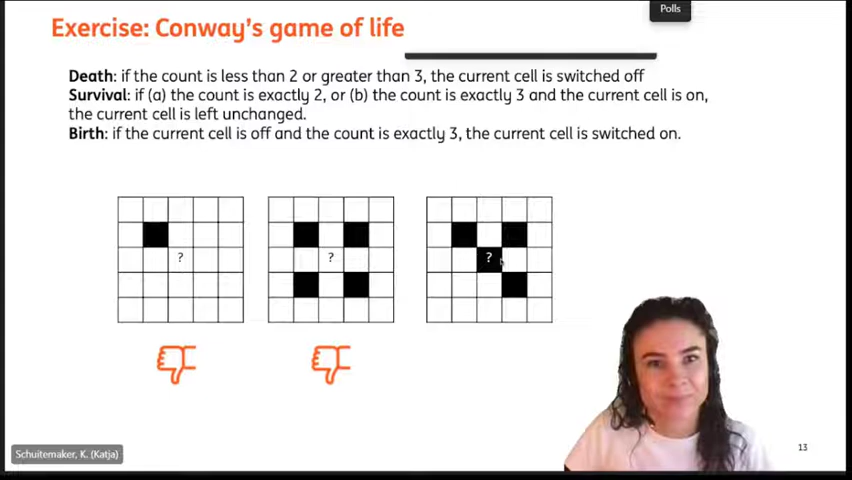 Polls
Exercise: Conway's game of life
Death: if the count is less than 2 or greater than 3, the current cell is switched off
Survival: if (a) the count is exactly 2, or (b) the count is exactly 3 and the current cell is on,
the current cell is left unchanged.
Birth: if the current cell is off and the count is exactly 3, the current cell is switched on.
? ? ?
Schuitemaker, K. (Katja)
13